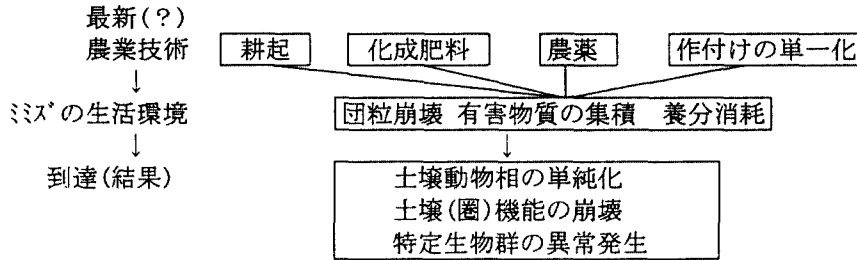 最新(?)
農業技術 耕起 化成肥料 農薬 作付けの単一化
↓
ミミズの生活環境 団粒崩壊 有害物質の集積 養分消耗
↓ ↓
到達(結果) 土壌動物相の単純化
土壌(圏)機能の崩壊
特定生物群の異常発生